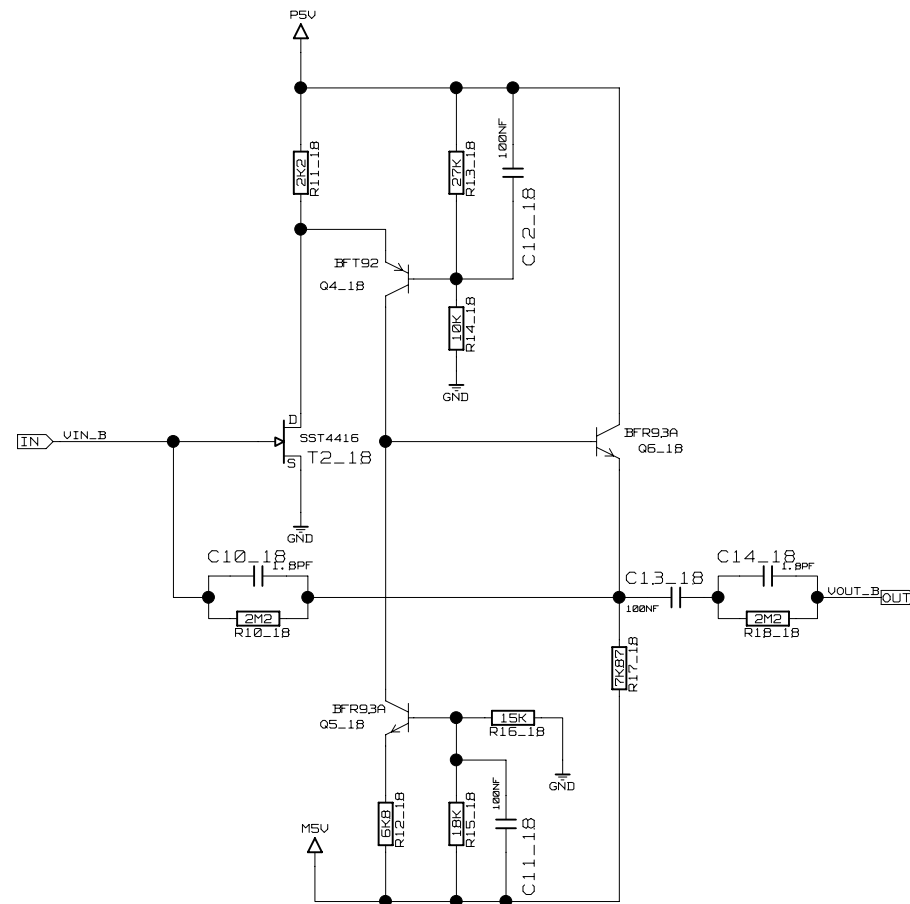 P5V
2K2
R11_18
27K
R13_18
100NF
C12_18
BFT92
Q4_18
10K
R14_18
GND
IN
VIN_B
D
SST4416
S
T2_18
GND
BFR93A
Q6_18
C10_18
1.8PF
2M2
R10_18
C13_18
100NF
C14_18
1.8PF
2M2
R18_18
VOUT_B
OUT
7K87
R17_18
BFR93A
Q5_18
15K
R16_18
GND
6K8
R12_18
18K
R15_18
100NF
C11_18
M5V